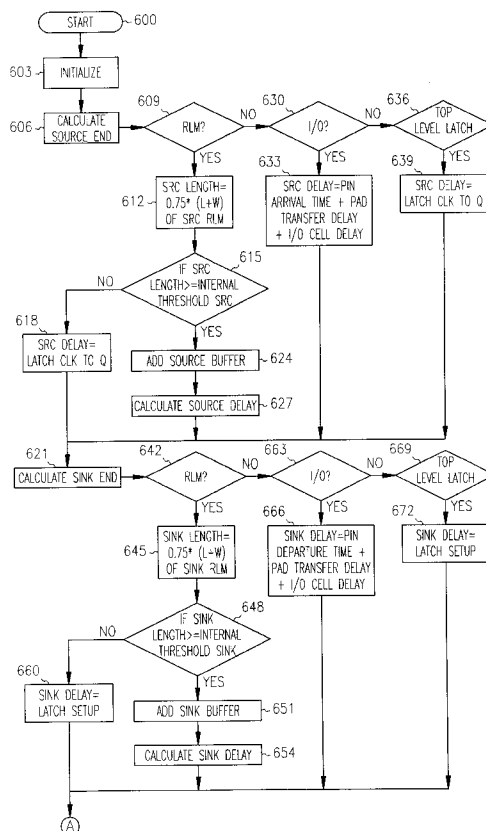 START
600
603
INITIALIZE
606
CALCULATE
SOURCE END
609
RLM?
NO
YES
630
I/O?
NO
YES
636
TOP
LEVEL LATCH
YES
612
SRC LENGTH=
0.75* (L+W)
OF SRC RLM
633
SRC DELAY=PIN
ARRIVAL TIME + PAD
TRANSFER DELAY
+ I/O CELL DELAY
639
SRC DELAY=
LATCH CLK TO Q
615
IF SRC
LENGTH>=INTERNAL
THRESHOLD SRC
NO
YES
618
SRC DELAY=
LATCH CLK TO Q
ADD SOURCE BUFFER
624
CALCULATE SOURCE DELAY
627
621
CALCULATE SINK END
642
RLM?
NO
YES
663
I/O?
NO
YES
669
TOP
LEVEL LATCH
YES
645
SINK LENGTH=
0.75* (L+W)
OF SINK RLM
666
SINK DELAY=PIN
DEPARTURE TIME +
PAD TRANSFER DELAY
+ I/O CELL DELAY
672
SINK DELAY=
LATCH SETUP
648
IF SINK
LENGTH>=INTERNAL
THRESHOLD SINK
NO
YES
660
SINK DELAY=
LATCH SETUP
ADD SINK BUFFER
651
CALCULATE SINK DELAY
654
A